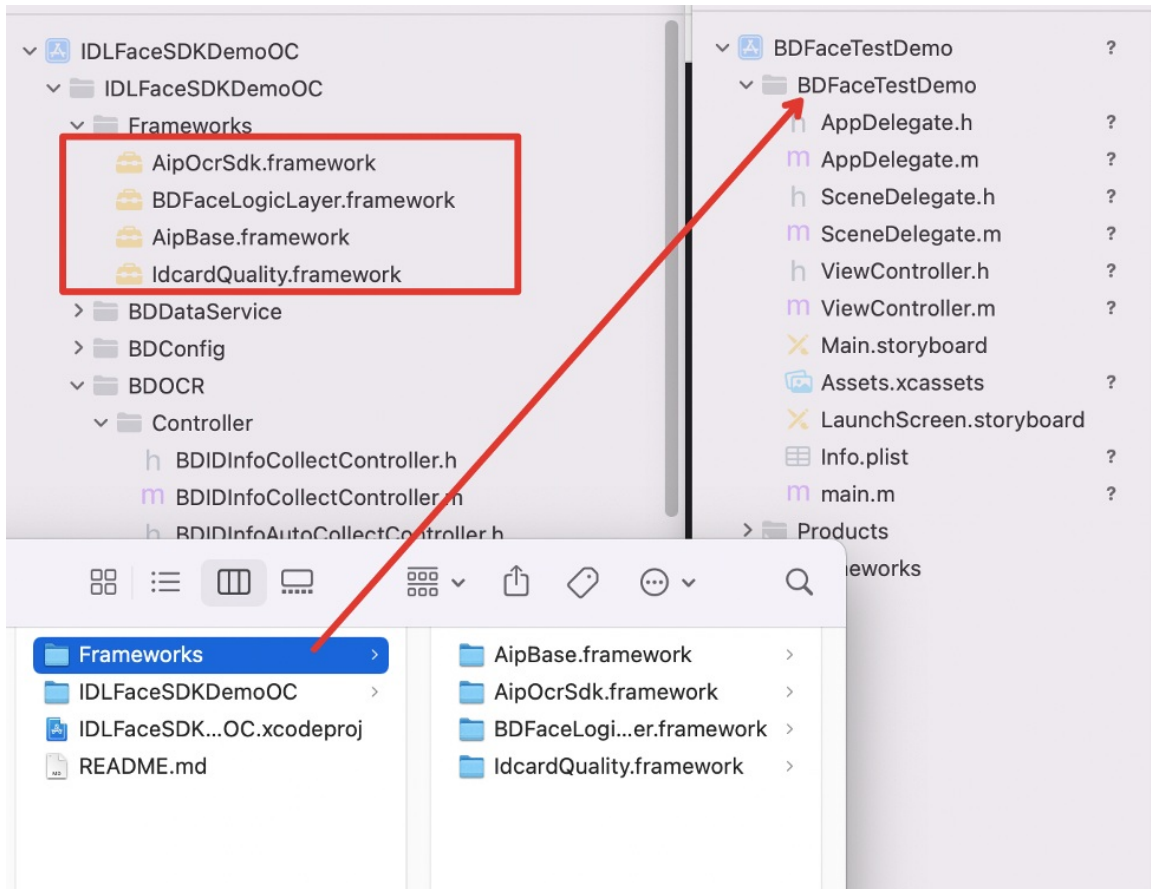 IDLFaceSDKDemoOC
IDLFaceSDKDemoOC
Frameworks
AipOcrSdk.framework
BDFaceLogicLayer.framework
AipBase.framework
IdcardQuality.framework
BDDataService
BDConfig
BDOCR
Controller
h BDIDInfoCollectController.h
m BDIDInfoCollectController.m
h BDIDInfoAutoCollectController.h
BDFaceTestDemo ?
BDFaceTestDemo
h AppDelegate.h ?
m AppDelegate.m ?
h SceneDelegate.h ?
m SceneDelegate.m ?
h ViewController.h ?
m ViewController.m ?
Main.storyboard
Assets.xcassets ?
LaunchScreen.storyboard
Info.plist ?
m main.m ?
Products
eworks
Frameworks
IDLFaceSDKDemoOC
IDLFaceSDK...OC.xcodeproj
README.md
AipBase.framework
AipOcrSdk.framework
BDFaceLogi...er.framework
IdcardQuality.framework